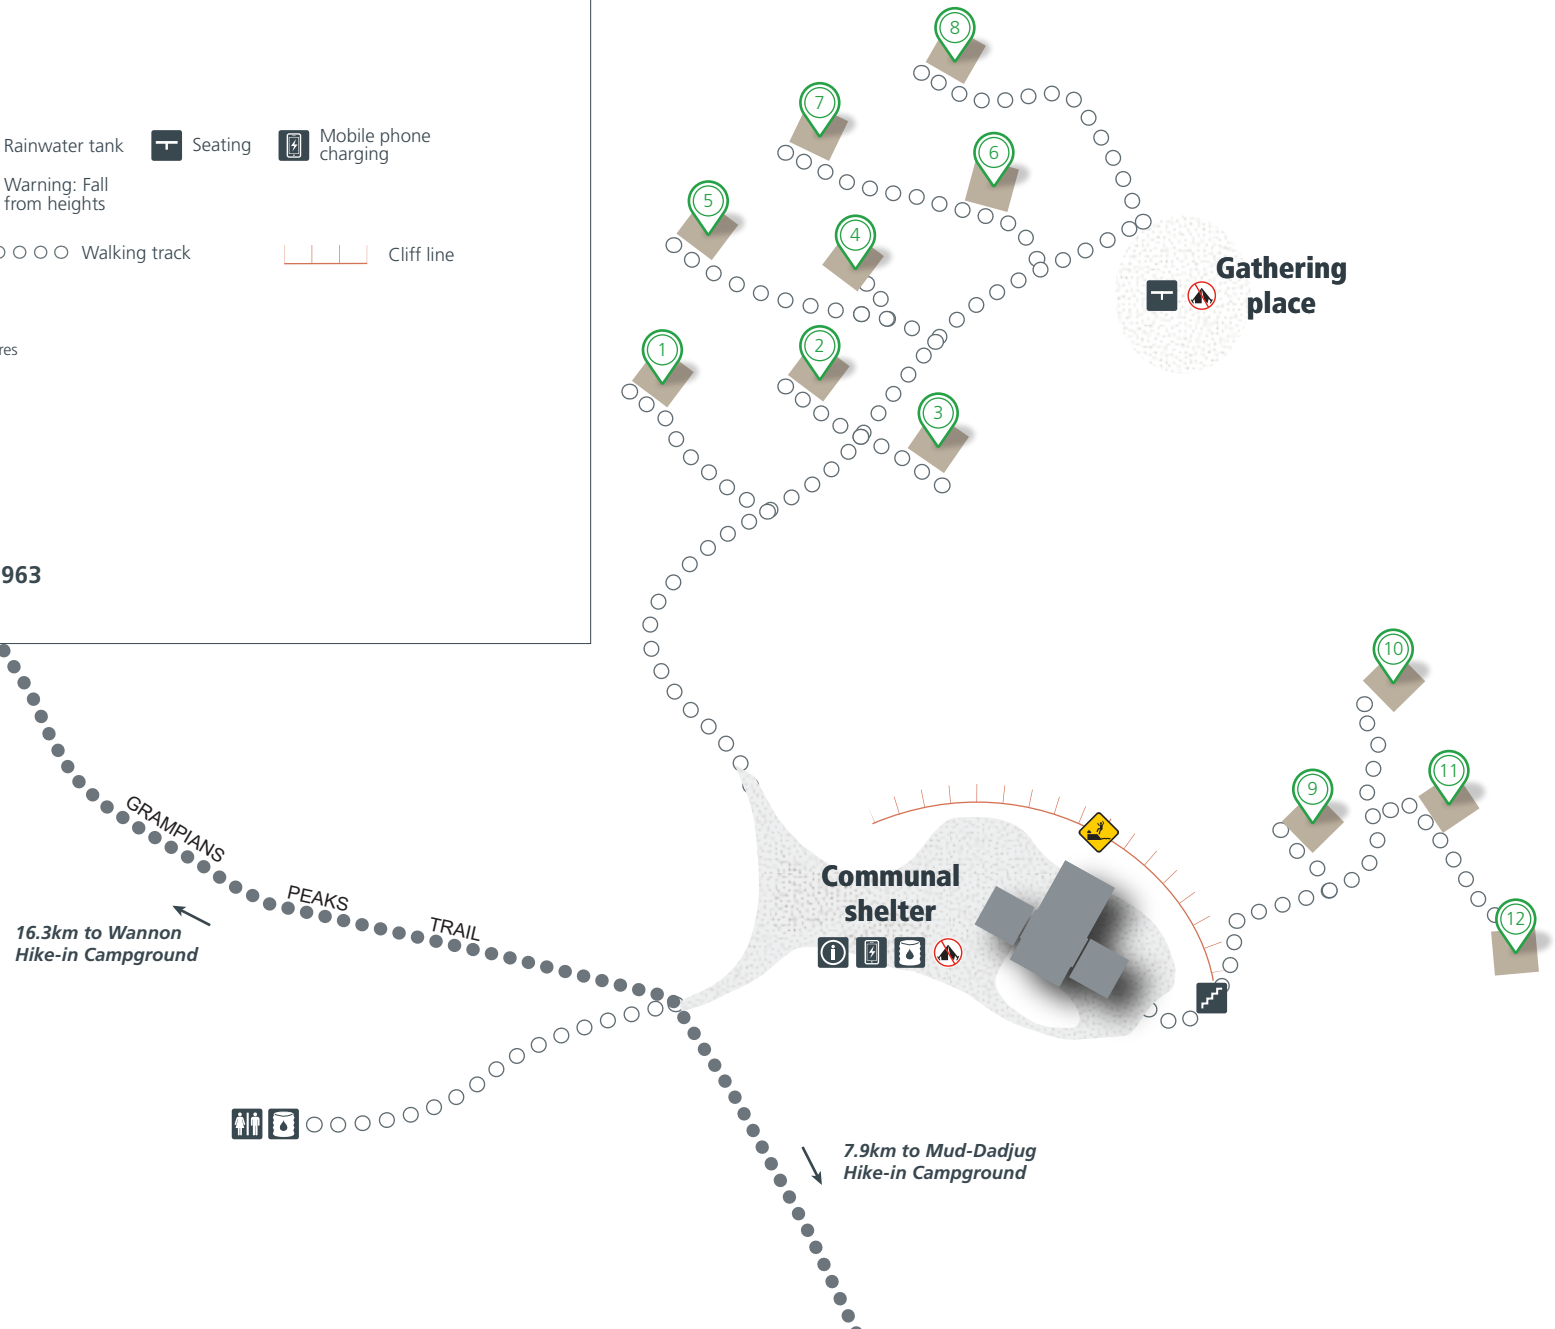 Rainwater tank
Seating
Mobile phone
charging
Warning: Fall
from heights
Walking track
Cliff line
res
963
8
7
6
5
4
Gathering
place
1
2
3
10
11
9
12
Communal
shelter
GRAMPIANS
PEAKS
TRAIL
16.3km to Wannon
Hike-in Campground
7.9km to Mud-Dadjug
Hike-in Campground